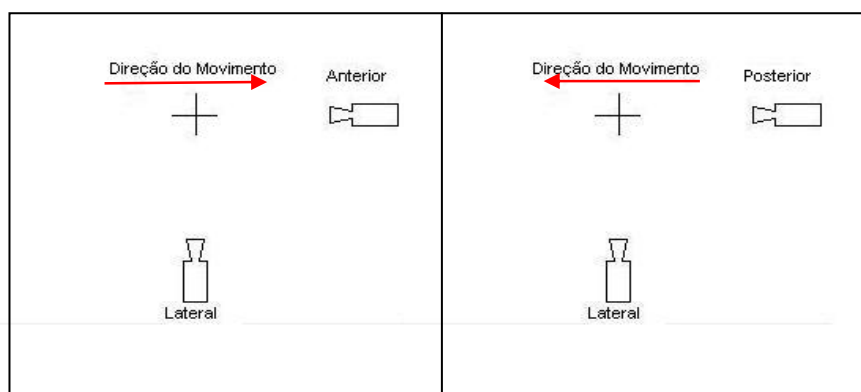 Direção do Movimento
Anterior
Lateral
Direção do Movimento
Posterior
Lateral